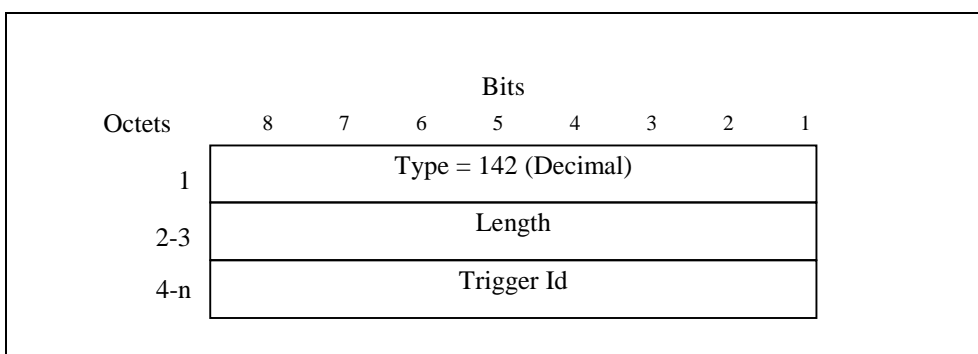 Bits
Octets 8 7 6 5 4 3 2 1
1 Type = 142 (Decimal)
2-3 Length
4-n Trigger Id